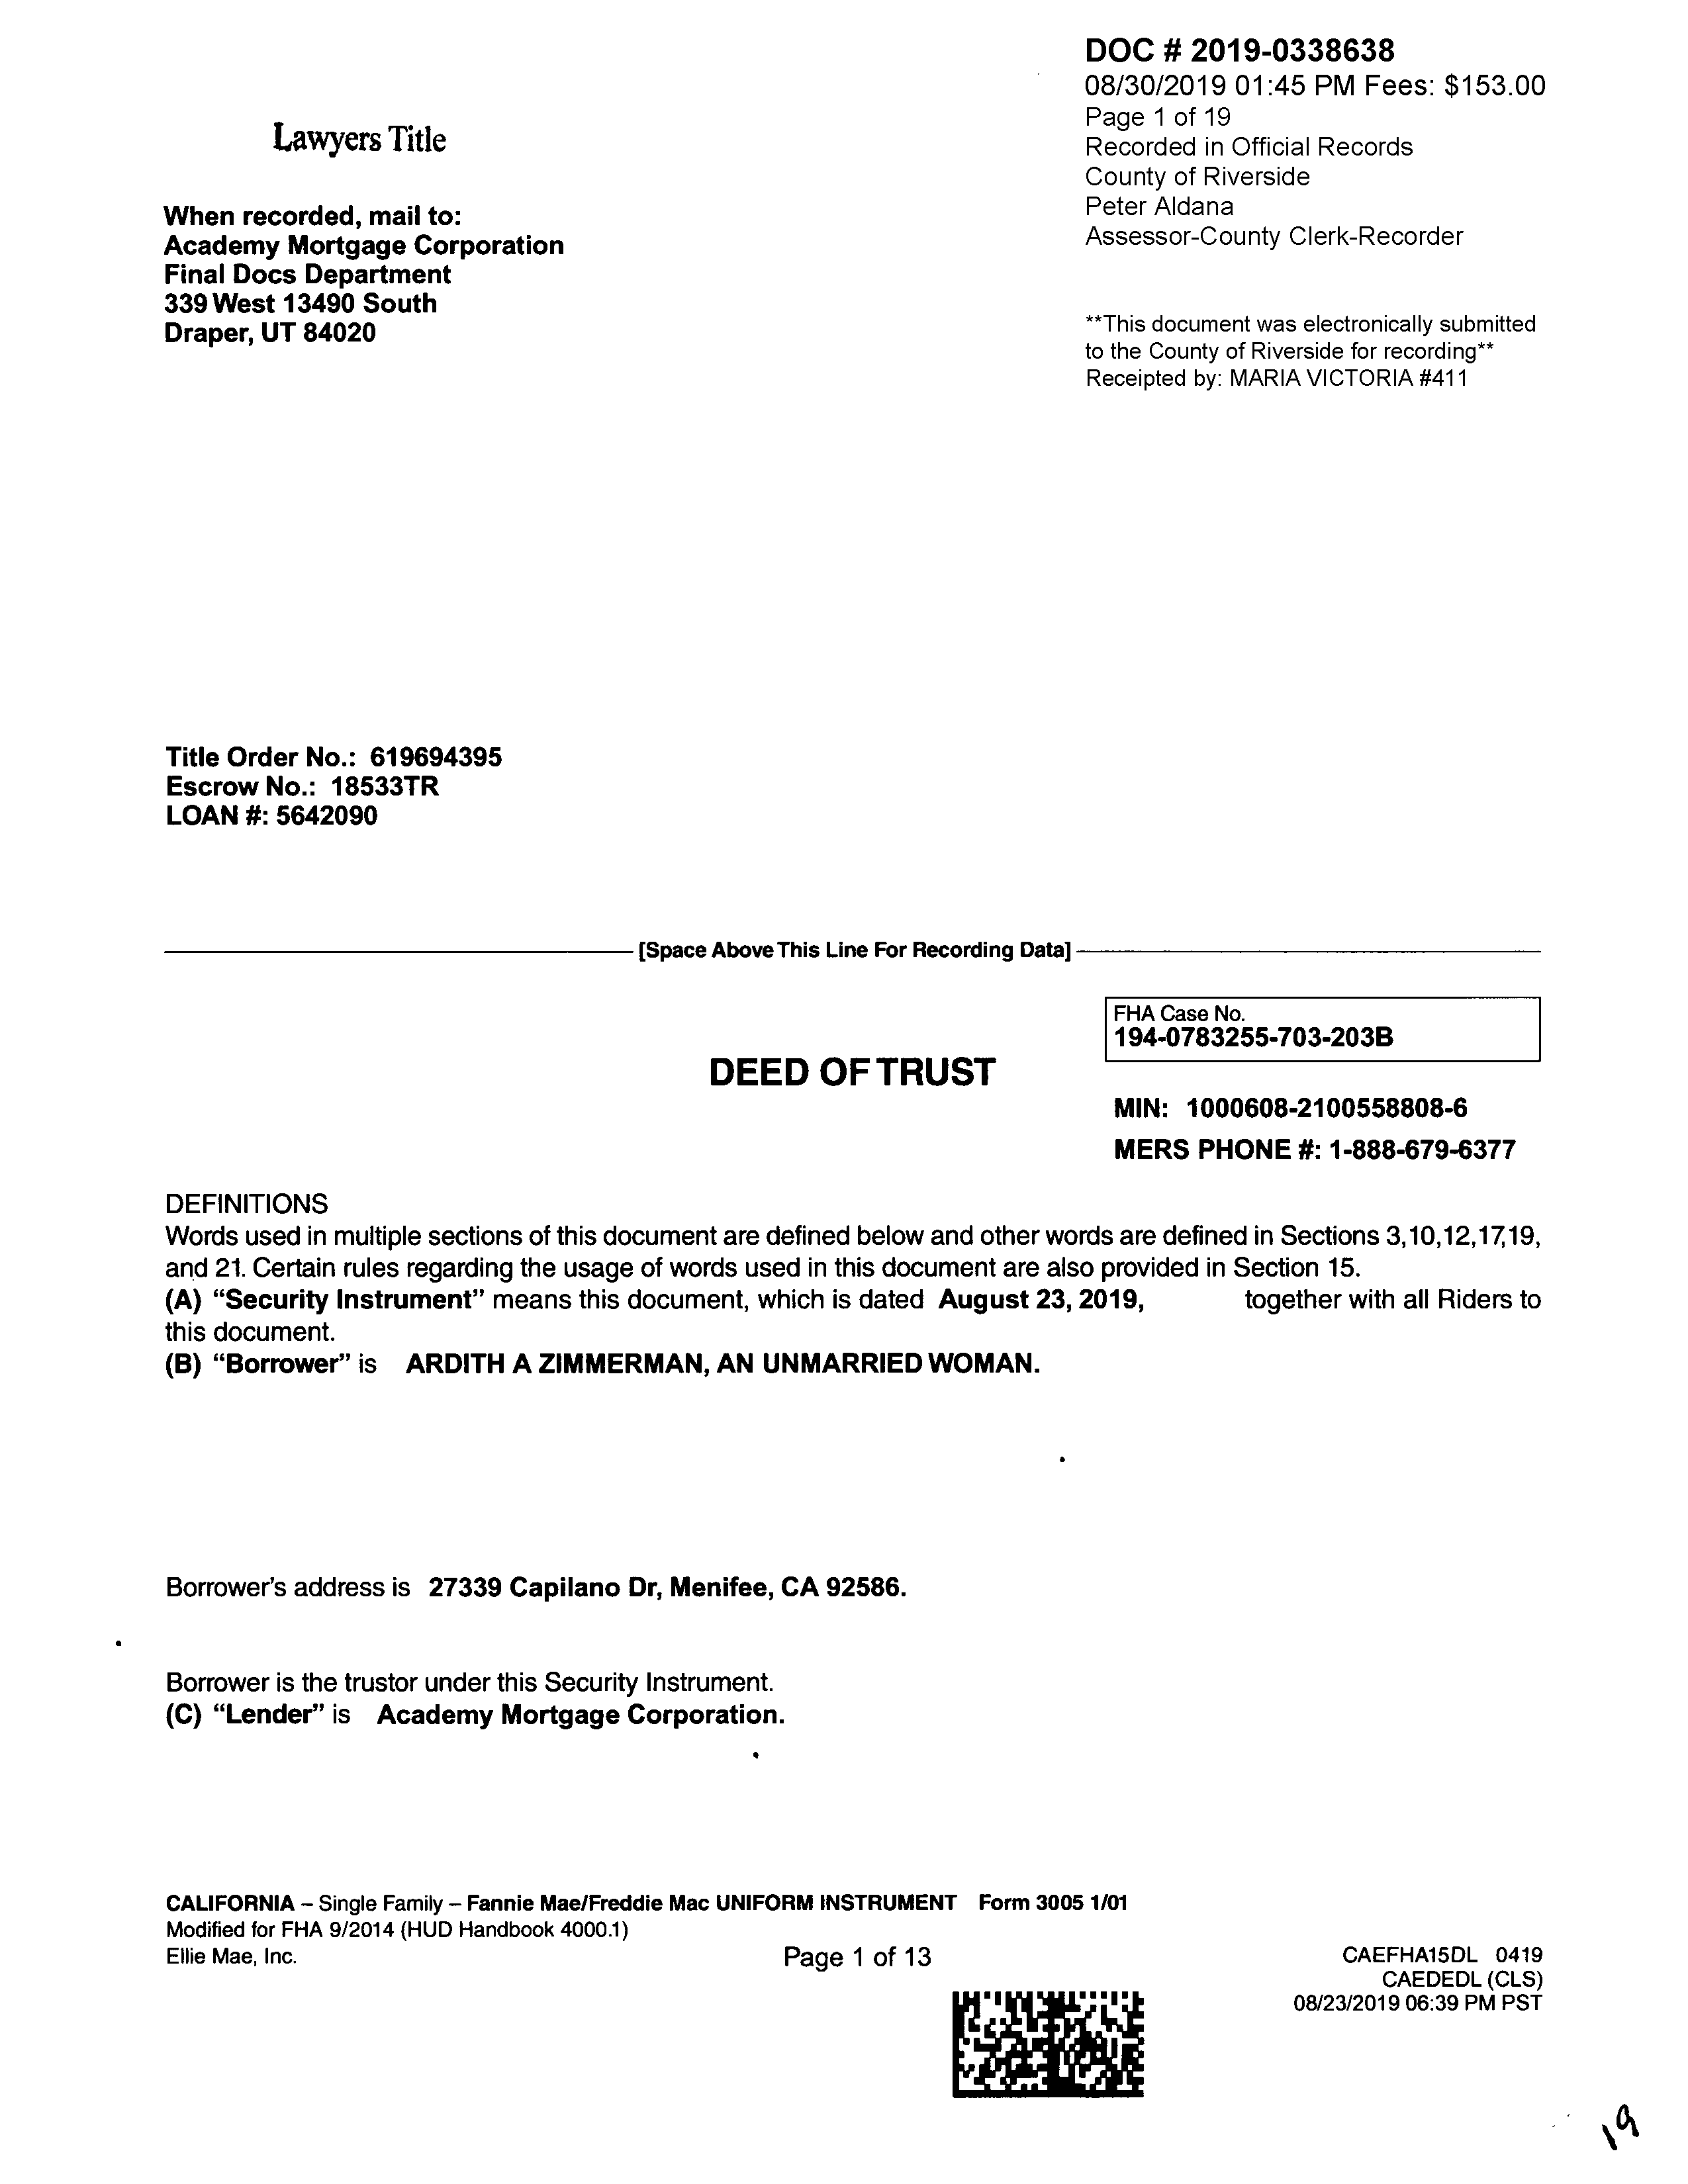 DOC # 2019-0338638
08/30/2019 01:45 PM Fees: $153.00
Page 1 of 19
Recorded in Official Records
County of Riverside
Peter Aldana
Assessor-County Clerk-Recorder
**This document was electronically submitted
to the County of Riverside for recording**
Receipted by: MARIA VICTORIA #411
Lawyers Title
When recorded, mail to:
Academy Mortgage Corporation
Final Docs Department
339 West 13490 South
Draper, UT 84020
Title Order No.: 619694395
Escrow No.: 18533TR
LOAN #: 5642090
[Space Above This Line For Recording Data]
FHA Case No.
194-0783255-703-203B
DEED OF TRUST
MIN: 1000608-2100558808-6
MERS PHONE #: 1-888-679-6377
DEFINITIONS
Words used in multiple sections of this document are defined below and other words are defined in Sections 3,10,12,17,19,
and 21. Certain rules regarding the usage of words used in this document are also provided in Section 15.
(A) “Security Instrument” means this document, which is dated August 23, 2019, together with all Riders to
this document.
(B) “Borrower” is ARDITH A ZIMMERMAN, AN UNMARRIED WOMAN.
Borrower’s address is 27339 Capilano Dr, Menifee, CA 92586.
Borrower is the trustor under this Security Instrument.
(C) “Lender” is Academy Mortgage Corporation.
CALIFORNIA – Single Family – Fannie Mae/Freddie Mac UNIFORM INSTRUMENT Form 3005 1/01
Modified for FHA 9/2014 (HUD Handbook 4000.1)
Ellie Mae, Inc.
Page 1 of 13
CAEFHA15DL 0419
CAEDEDL (CLS)
08/23/2019 06:39 PM PST
19